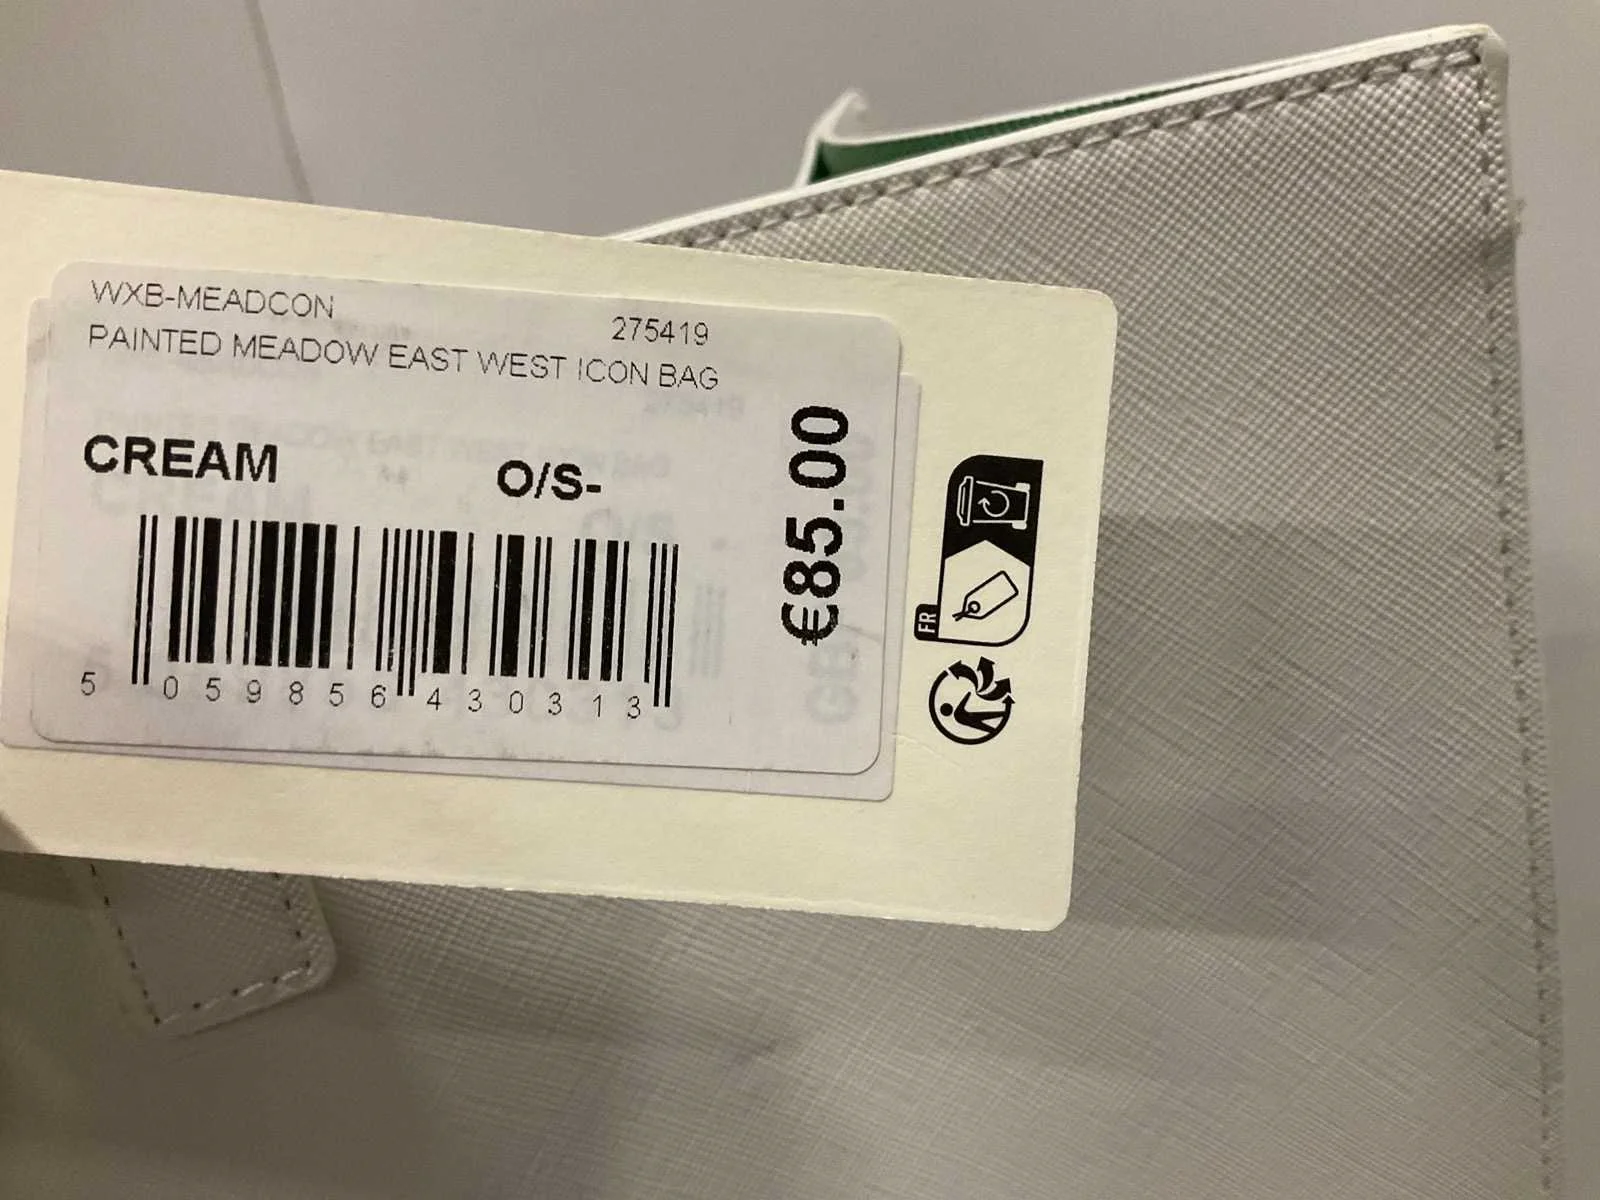 WXB-MEADCON
275419
PAINTED MEADOW EAST WEST ICON BAG
CREAM
O/S-
€85.00
5 059856 430313
FR